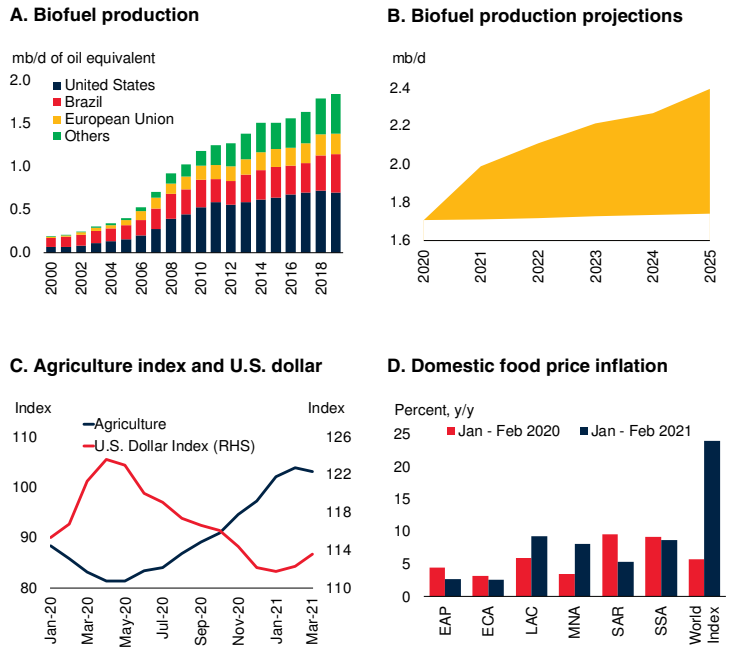 A. Biofuel production
mb/d of oil equivalent
2.0
1.5
1.0
0.5
0.0
United States
Brazil
European Union
Others
2000
2002
2004
2006
2008
2010
2012
2014
2016
2018
B. Biofuel production projections
mb/d
2.4
2.2
2.0
1.8
1.6
2020
2021
2022
2023
2024
2025
C. Agriculture index and U.S. dollar
Index
Index
Agriculture
U.S. Dollar Index (RHS)
110
100
90
80
126
122
118
114
110
Jan-20
Mar-20
May-20
Jul-20
Sep-20
Nov-20
Jan-21
Mar-21
D. Domestic food price inflation
Percent, y/y
Jan - Feb 2020
Jan - Feb 2021
25
20
15
10
5
0
EAP
ECA
LAC
MNA
SAR
SSA
World
Index